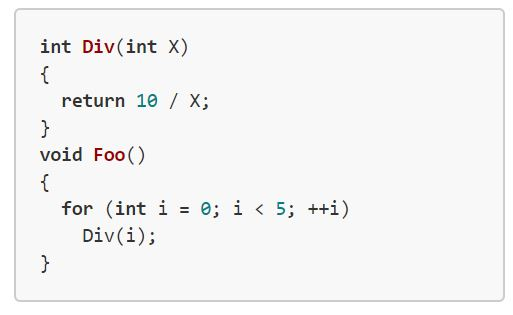 int Div(int X)
{
  return 10 / X;
}
void Foo()
{
  for (int i = 0; i < 5; ++i)
    Div(i);
}